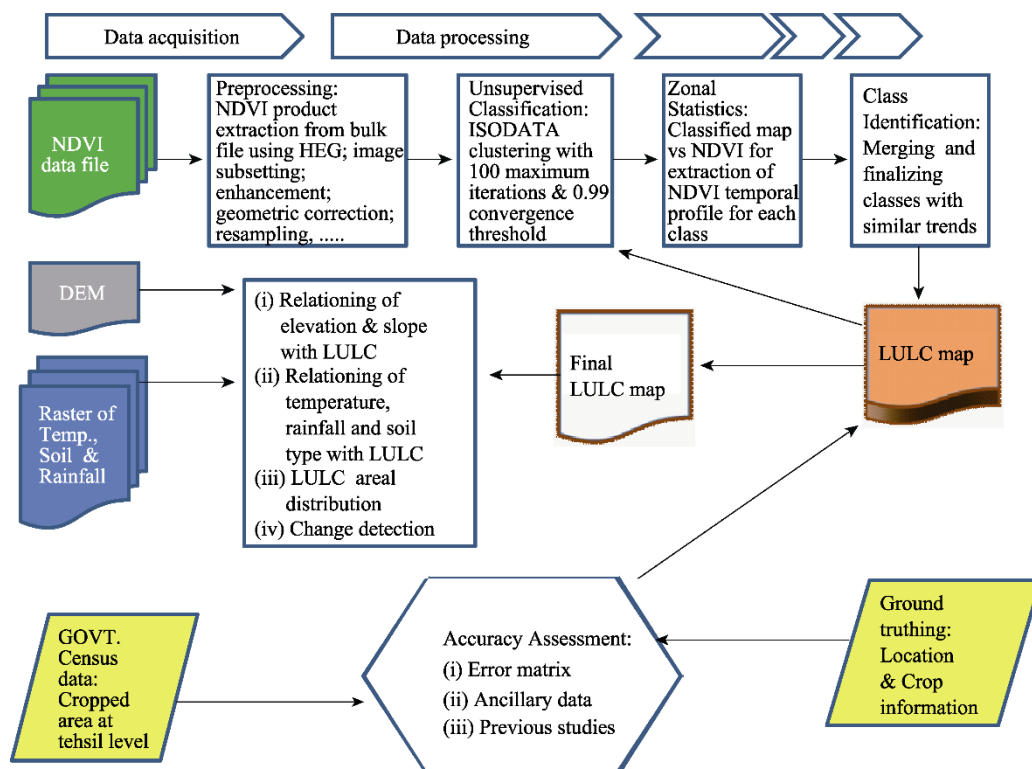 Data acquisition
Data processing
NDVI
data file
Preprocessing:
NDVI product
extraction from bulk
file using HEG; image
subsetting;
enhancement;
geometric correction;
resampling, .....
Unsupervised
Classification:
ISODATA
clustering with
100 maximum
iterations & 0.99
convergence
threshold
Zonal
Statistics:
Classified map
vs NDVI for
extraction of
NDVI temporal
profile for each
class
Class
Identification:
Merging and
finalizing
classes with
similar trends
DEM
Raster of
Temp.,
Soil &
Rainfall
(i) Relationing of
elevation & slope
with LULC
(ii) Relationing of
temperature,
rainfall and soil
type with LULC
(iii) LULC areal
distribution
(iv) Change detection
Final
LULC map
LULC map
GOVT.
Census
data:
Cropped
area at
tehsil level
Accuracy Assessment:
(i) Error matrix
(ii) Ancillary data
(iii) Previous studies
Ground
truthing:
Location
& Crop
information